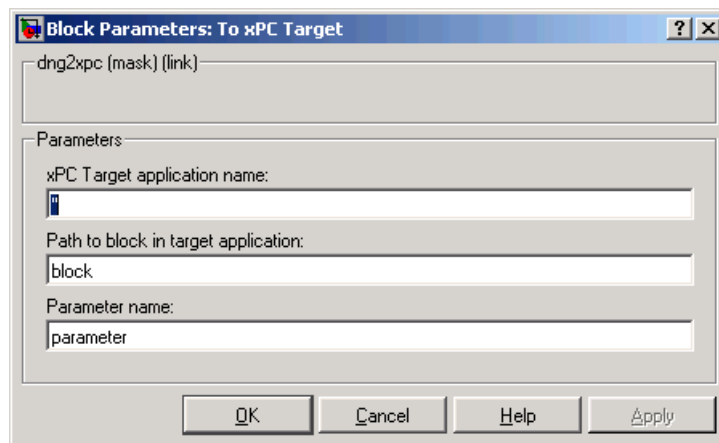 Block Parameters: To xPC Target
dng2xpc (mask) (link)
Parameters
xPC Target application name:
''
Path to block in target application:
block
Parameter name:
parameter
OK Cancel Help Apply